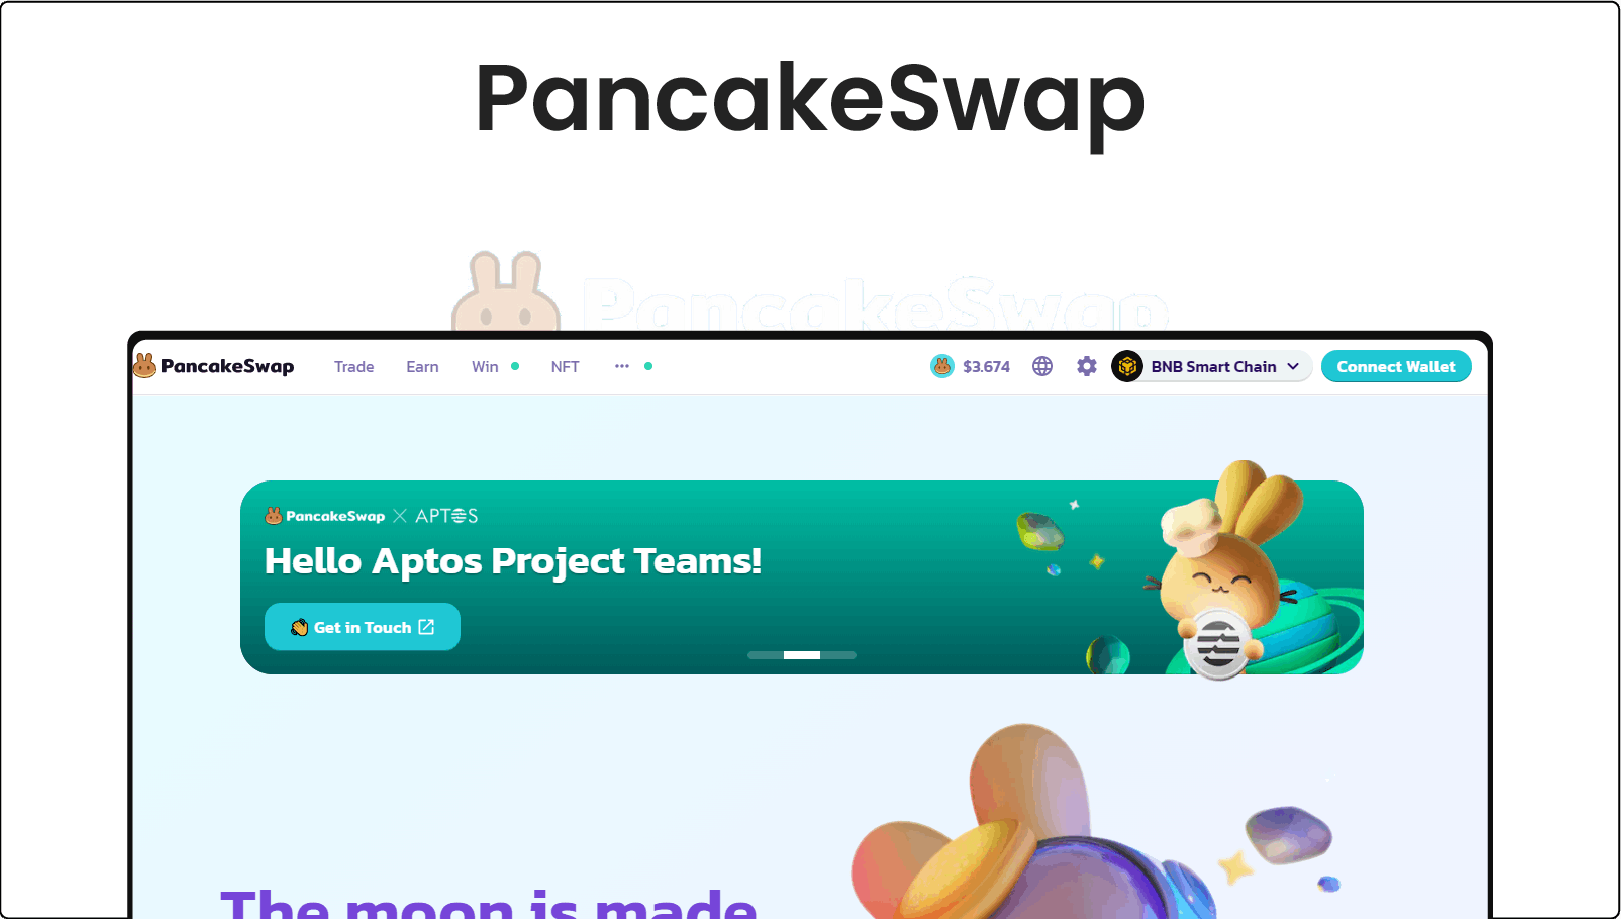 PancakeSwap
PancakeSwap
PancakeSwap Trade Earn Win NFT ··· $3.674 BNB Smart Chain Connect Wallet
PancakeSwap APTOS
Hello Aptos Project Teams!
Get in Touch
The moon is made